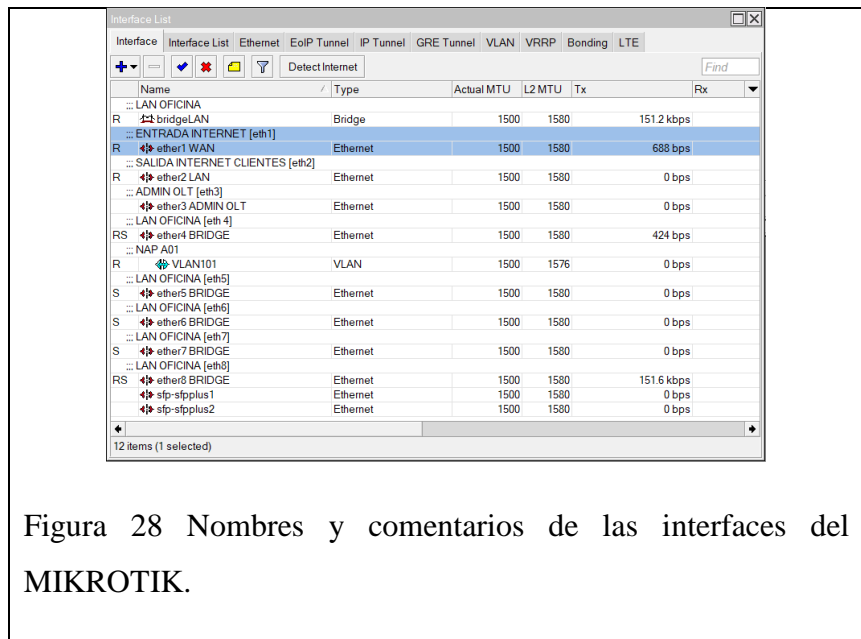 Interface List
Interface Interface List Ethernet EoIP Tunnel IP Tunnel GRE Tunnel VLAN VRRP Bonding LTE
Detect Internet Find
Name Type Actual MTU L2 MTU Tx Rx
;;; LAN OFICINA
R bridgeLAN Bridge 1500 1580 151.2 kbps
;;; ENTRADA INTERNET [eth1]
R ether1 WAN Ethernet 1500 1580 688 bps
;;; SALIDA INTERNET CLIENTES [eth2]
R ether2 LAN Ethernet 1500 1580 0 bps
;;; ADMIN OLT [eth3]
ether3 ADMIN OLT Ethernet 1500 1580 0 bps
;;; LAN OFICINA [eth 4]
RS ether4 BRIDGE Ethernet 1500 1580 424 bps
;;; NAP A01
R VLAN101 VLAN 1500 1576 0 bps
;;; LAN OFICINA [eth5]
S ether5 BRIDGE Ethernet 1500 1580 0 bps
;;; LAN OFICINA [eth6]
S ether6 BRIDGE Ethernet 1500 1580 0 bps
;;; LAN OFICINA [eth7]
S ether7 BRIDGE Ethernet 1500 1580 0 bps
;;; LAN OFICINA [eth8]
RS ether8 BRIDGE Ethernet 1500 1580 151.6 kbps
sfp-sfpplus1 Ethernet 1500 1580 0 bps
sfp-sfpplus2 Ethernet 1500 1580 0 bps
12 items (1 selected)
Figura 28 Nombres y comentarios de las interfaces del
MIKROTIK.